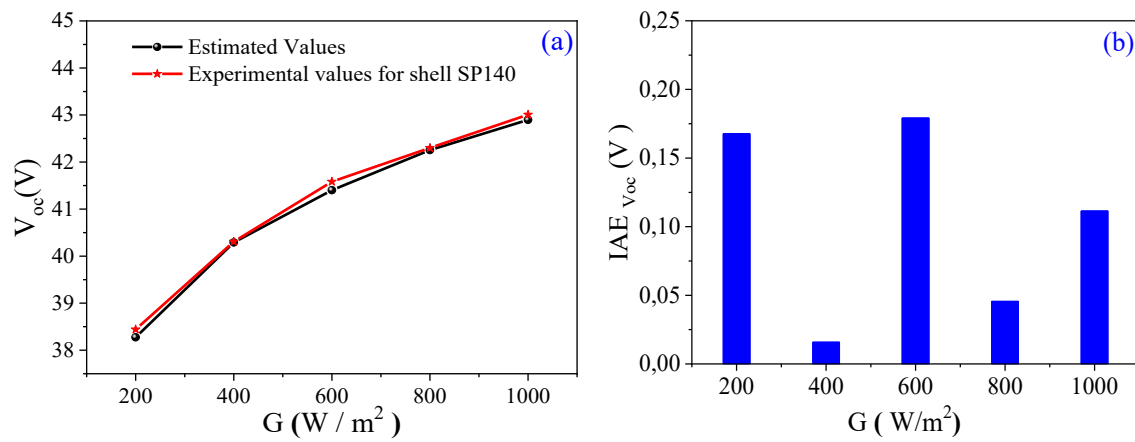 (a)
Estimated Values
Experimental values for shell SP140
45
44
43
42
41
40
39
38
V_oc(V)
200 400 600 800 1000
G (W / m²)
(b)
0,25
0,20
0,15
0,10
0,05
0,00
IAE Voc (V )
200 400 600 800 1000
G ( W/m²)